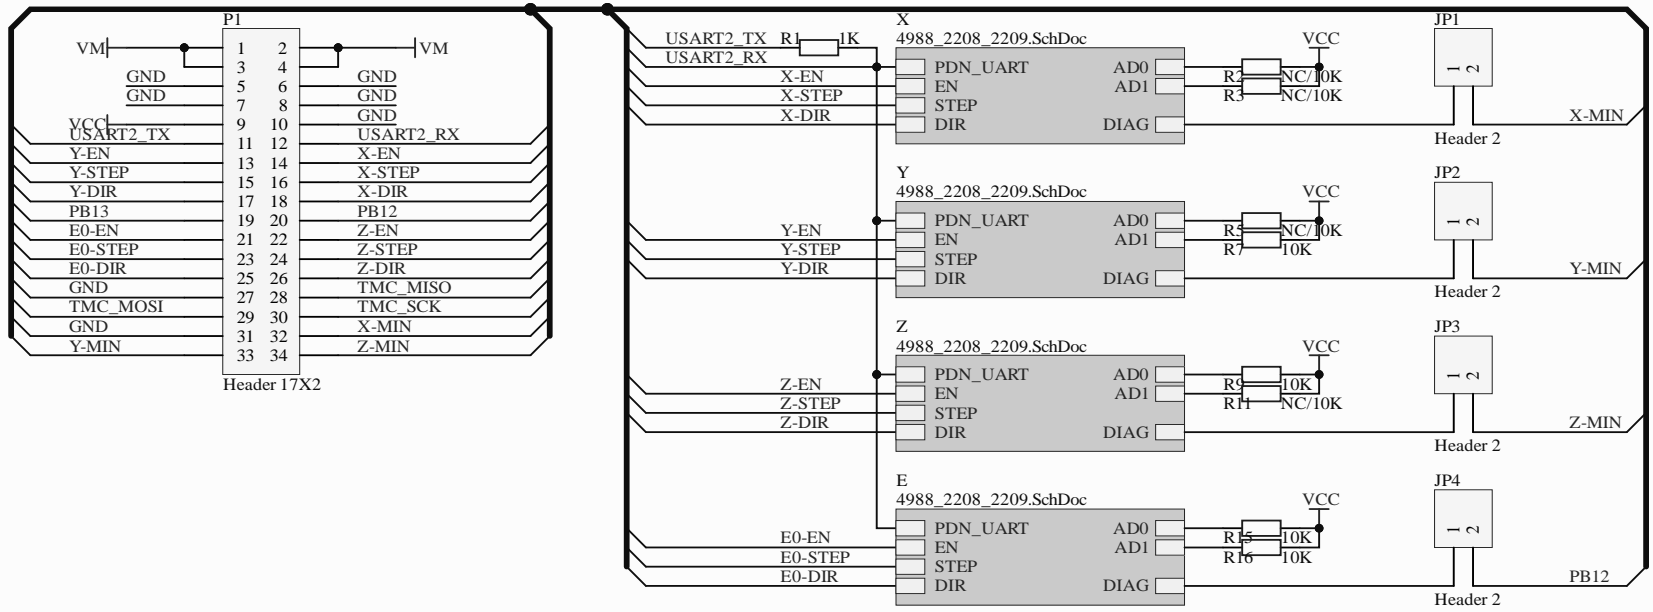 P1
VM 1 2 VM
3 4
GND 5 6 GND
GND 7 8 GND
VCC 9 10 GND
USART2_TX 11 12 USART2_RX
Y-EN 13 14 X-EN
Y-STEP 15 16 X-STEP
Y-DIR 17 18 X-DIR
PB13 19 20 PB12
E0-EN 21 22 Z-EN
E0-STEP 23 24 Z-STEP
E0-DIR 25 26 Z-DIR
GND 27 28 TMC_MISO
TMC_MOSI 29 30 TMC_SCK
GND 31 32 X-MIN
Y-MIN 33 34 Z-MIN
Header 17X2
X
4988_2208_2209.SchDoc
USART2_TX R1 1K
USART2_RX PDN_UART AD0 R2 NC/10K VCC
X-EN EN AD1 R3 NC/10K
X-STEP STEP
X-DIR DIR DIAG
JP1
1 2
Header 2
X-MIN
Y
4988_2208_2209.SchDoc
PDN_UART AD0 R5 NC/10K VCC
Y-EN EN AD1 R7 10K
Y-STEP STEP
Y-DIR DIR DIAG
JP2
1 2
Header 2
Y-MIN
Z
4988_2208_2209.SchDoc
PDN_UART AD0 R9 10K VCC
Z-EN EN AD1 R11 NC/10K
Z-STEP STEP
Z-DIR DIR DIAG
JP3
1 2
Header 2
Z-MIN
E
4988_2208_2209.SchDoc
PDN_UART AD0 R15 10K VCC
E0-EN EN AD1 R16 10K
E0-STEP STEP
E0-DIR DIR DIAG
JP4
1 2
Header 2
PB12